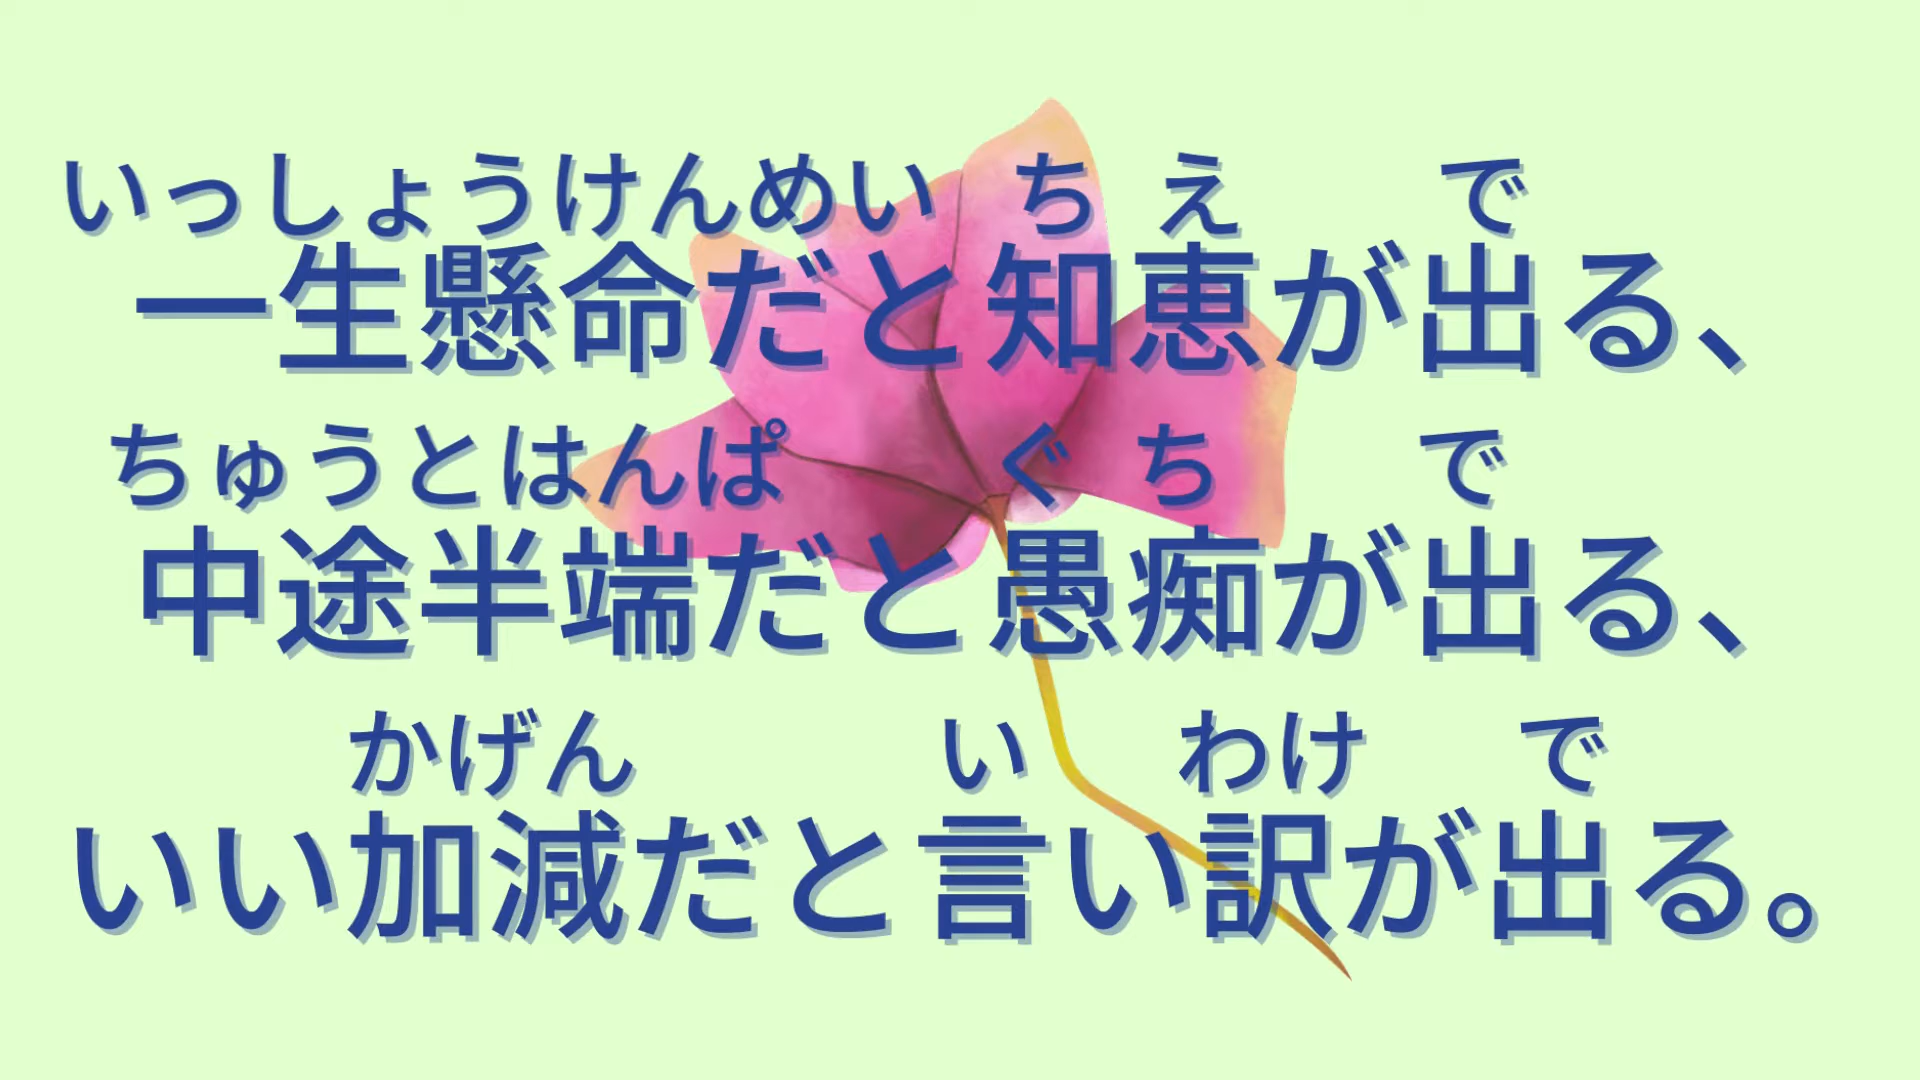 いっしょうけんめい ち え で
一生懸命だと知恵が出る、
ちゅうとはんぱ ぐ ち で
中途半端だと愚痴が出る、
かげん い わけ で
いい加減だと言い訳が出る。